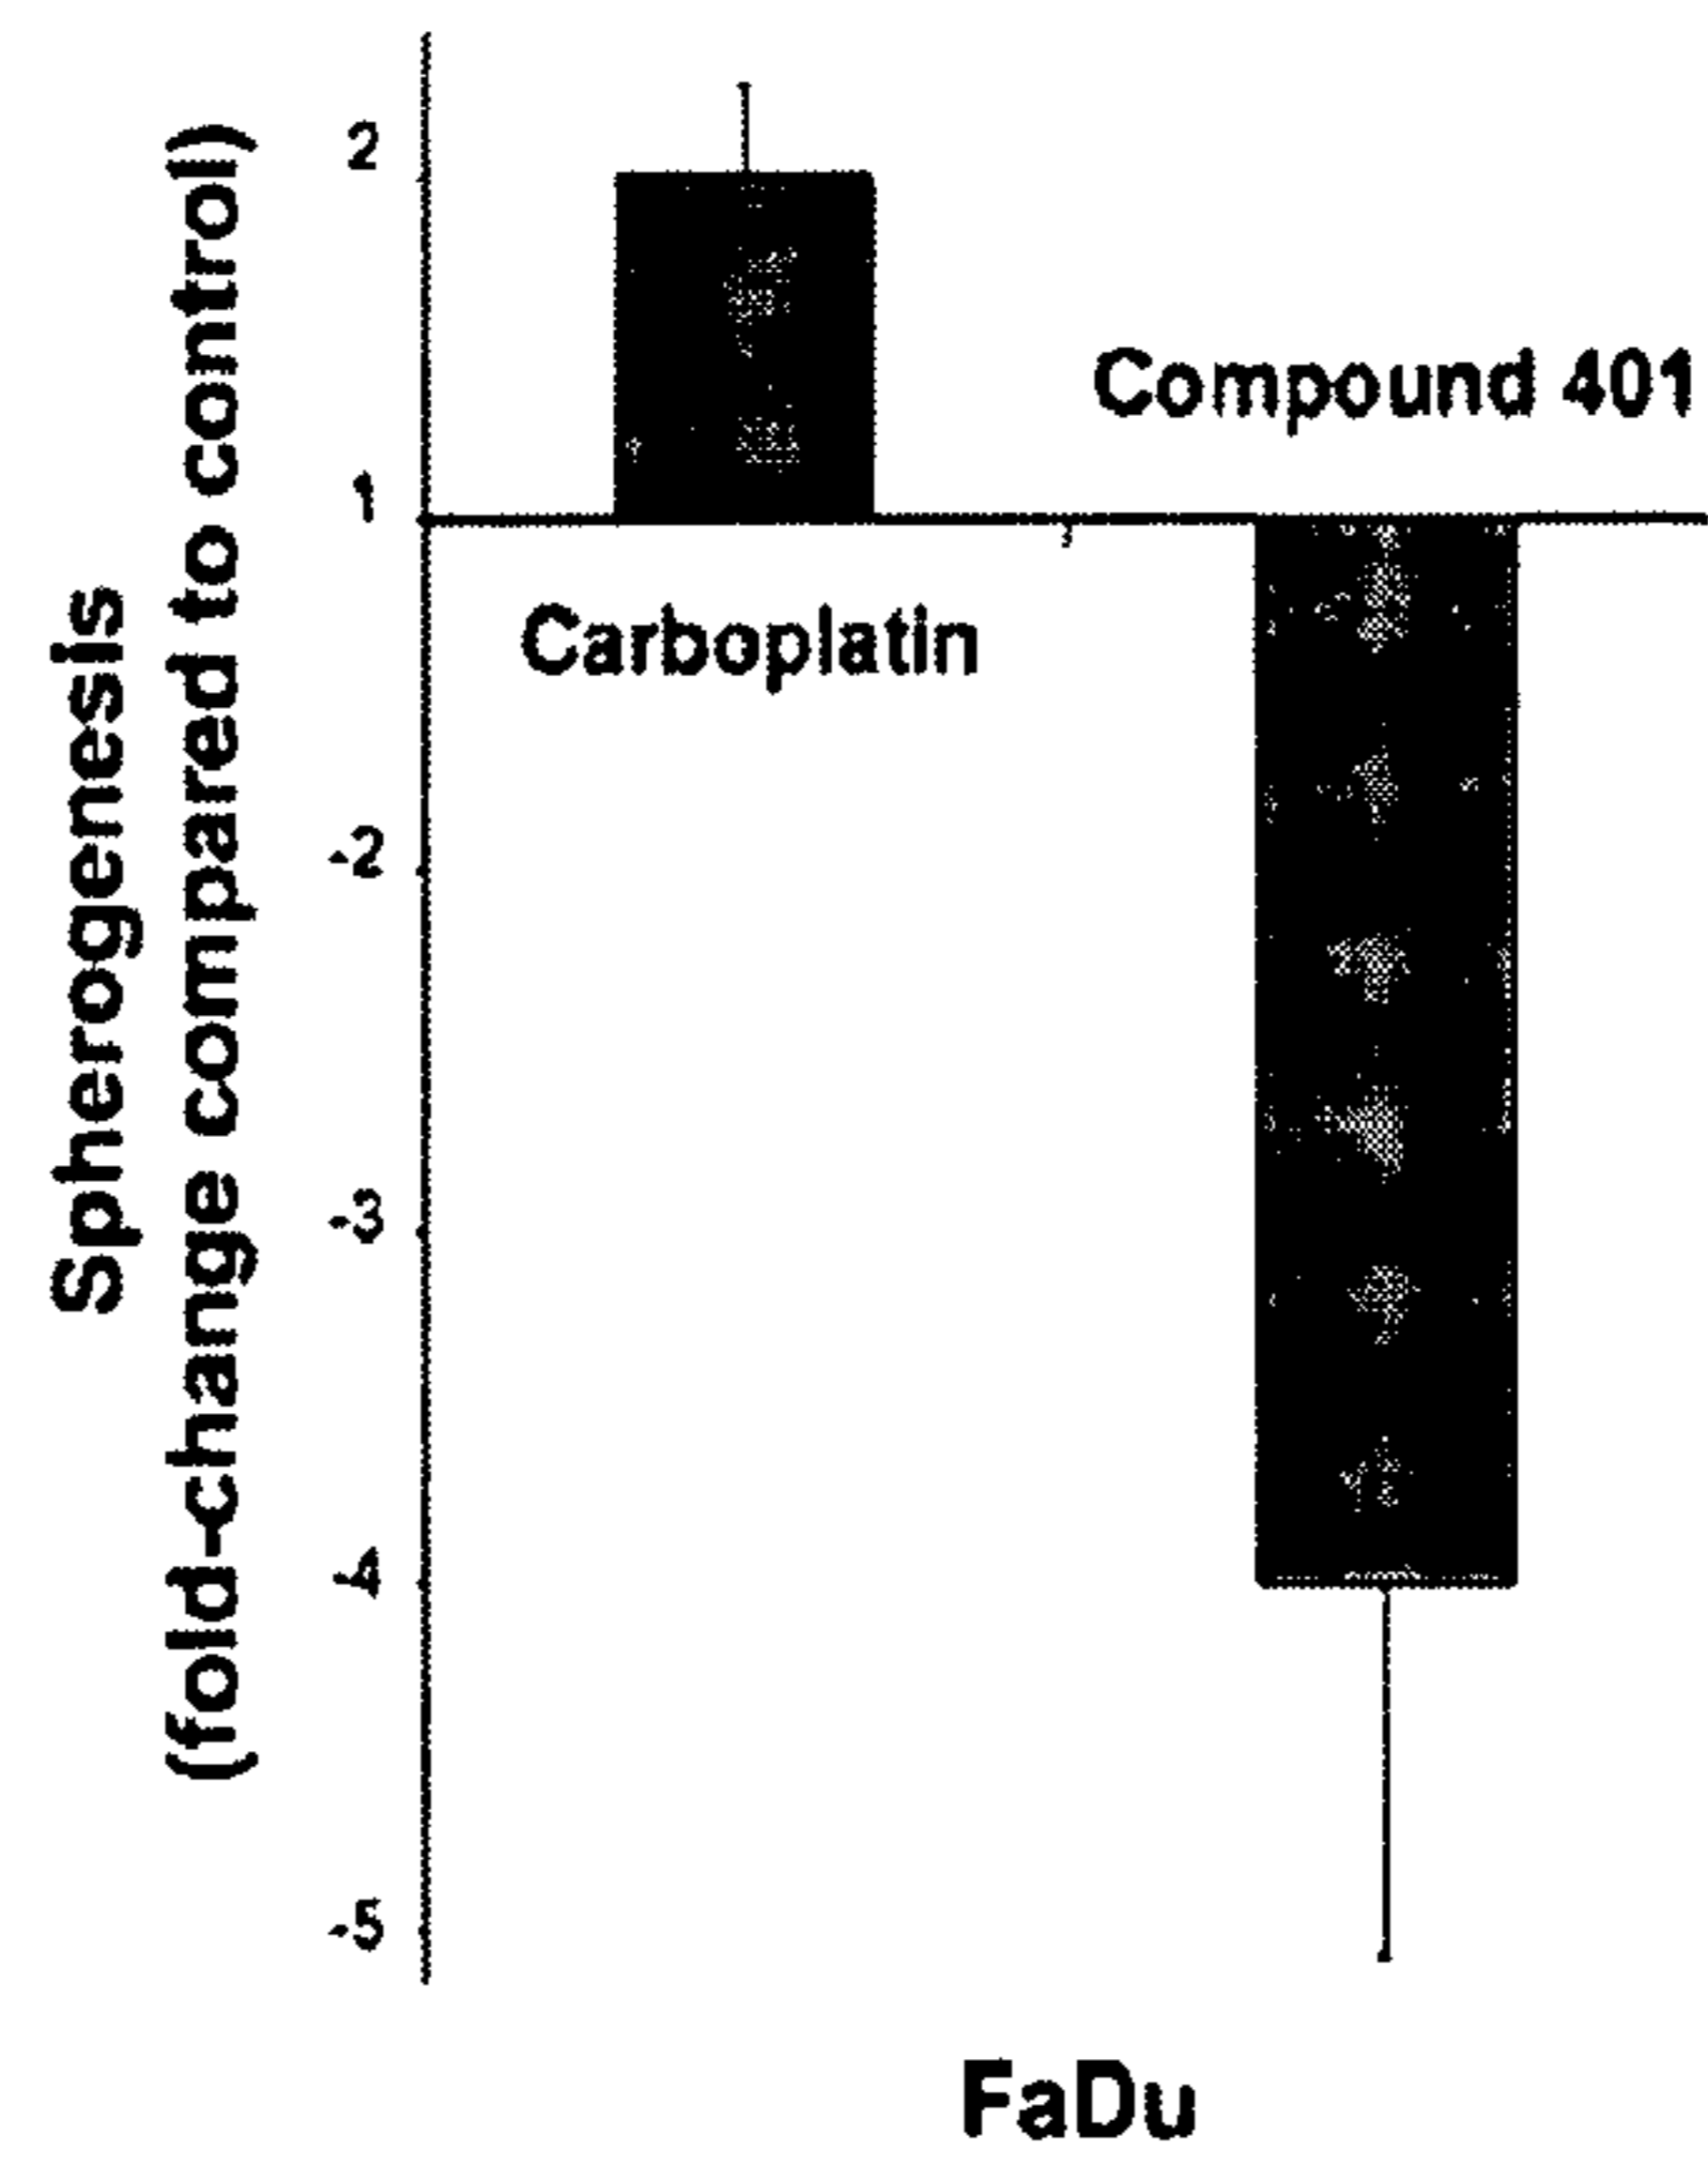 Spherogenesis
(fold-change compared to control)
2
1
-2
-3
-4
-5
Compound 401
Carboplatin
FaDu